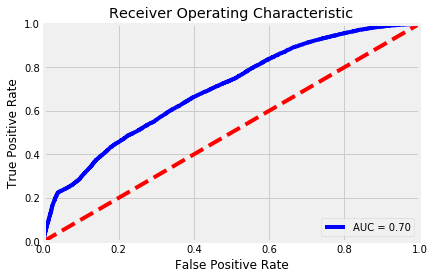 Receiver Operating Characteristic
True Positive Rate
1.0
0.8
0.6
0.4
0.2
0.0
AUC = 0.70
0.0 0.2 0.4 0.6 0.8 1.0
False Positive Rate